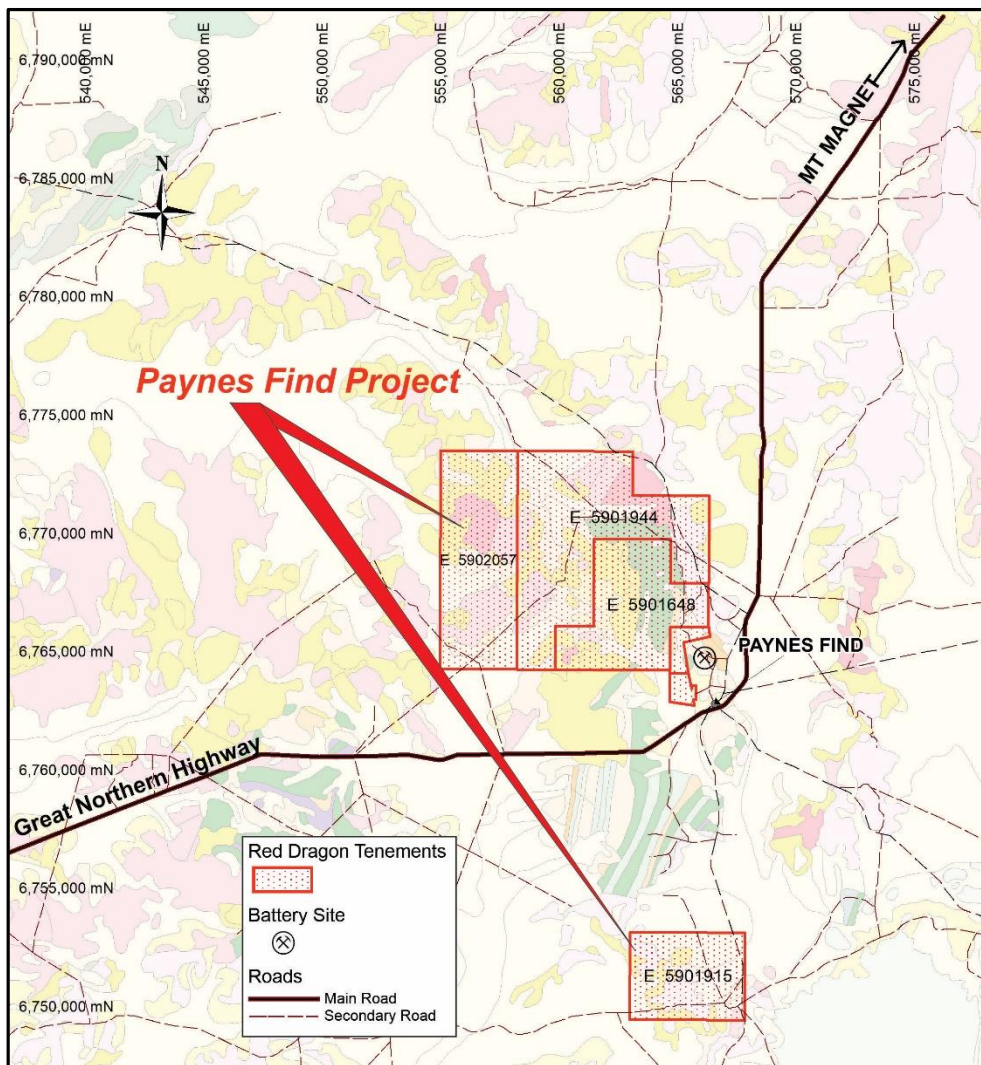 540,000 mE
545,000 mE
550,000 mE
555,000 mE
560,000 mE
565,000 mE
570,000 mE
575,000 mE
6,790,000 mN
MT MAGNET
N
6,785,000 mN
6,780,000 mN
Paynes Find Project
6,775,000 mN
6,770,000 mN
E 5901944
E 5902057
E 5901648
6,765,000 mN
PAYNES FIND
6,760,000 mN
Great Northern Highway
6,755,000 mN
6,750,000 mN
E 5901915
Red Dragon Tenements
Battery Site
Roads
Main Road
Secondary Road